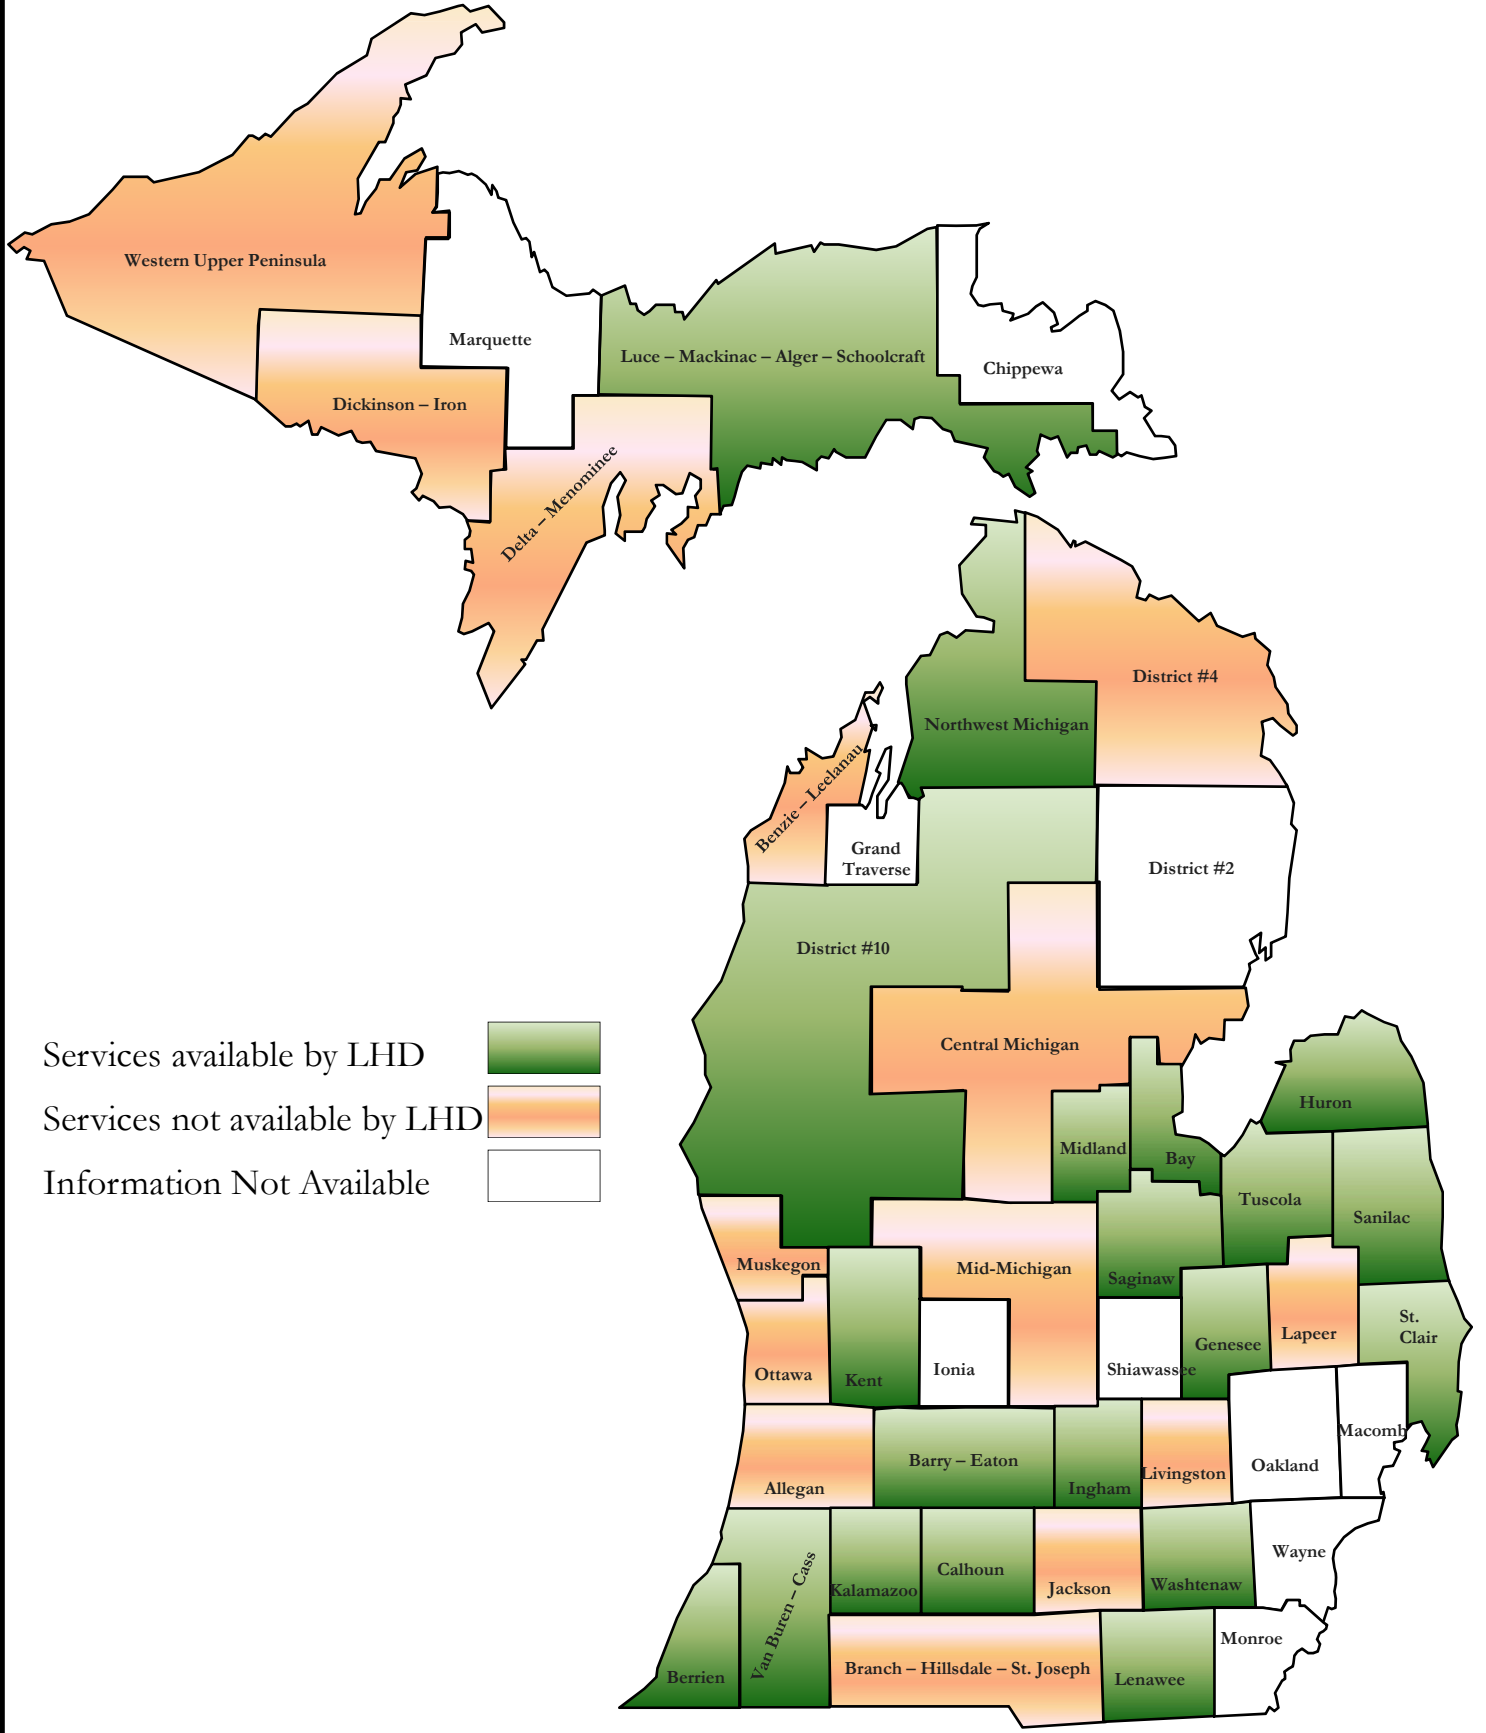 Western Upper Peninsula
Marquette
Luce – Mackinac – Alger – Schoolcraft
Chippewa
Dickinson – Iron
Delta – Menominee
District #4
Northwest Michigan
Benzie – Leelanau
Grand
Traverse
District #2
District #10
Central Michigan
Services available by LHD
Services not available by LHD
Information Not Available
Huron
Midland
Bay
Tuscola
Sanilac
Muskegon
Mid-Michigan
Saginaw
St.
Clair
Lapeer
Genesee
Ottawa
Kent
Ionia
Shiawassee
Macomb
Oakland
Livingston
Barry – Eaton
Ingham
Allegan
Wayne
Van Buren – Cass
Kalamazoo
Calhoun
Jackson
Washtenaw
Monroe
Berrien
Branch – Hillsdale – St. Joseph
Lenawee